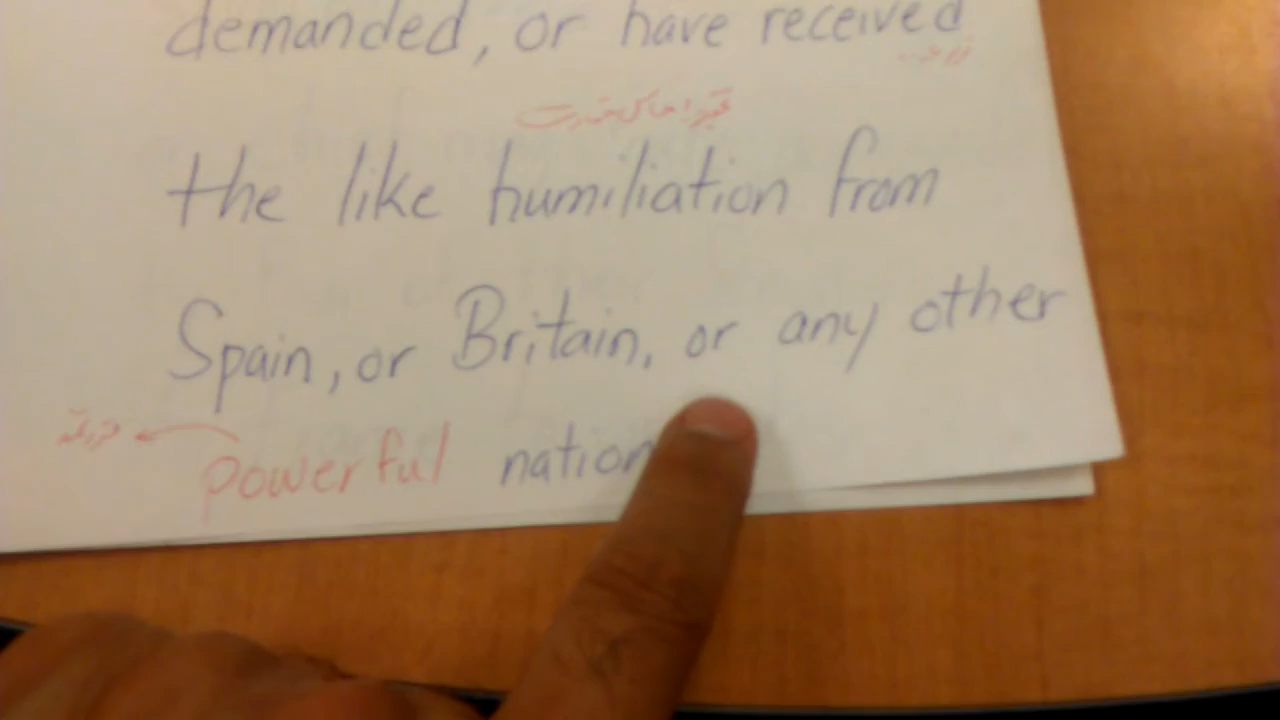 demanded, or have received
the like humiliation from
Spain, or Britain, or any other
powerful nation